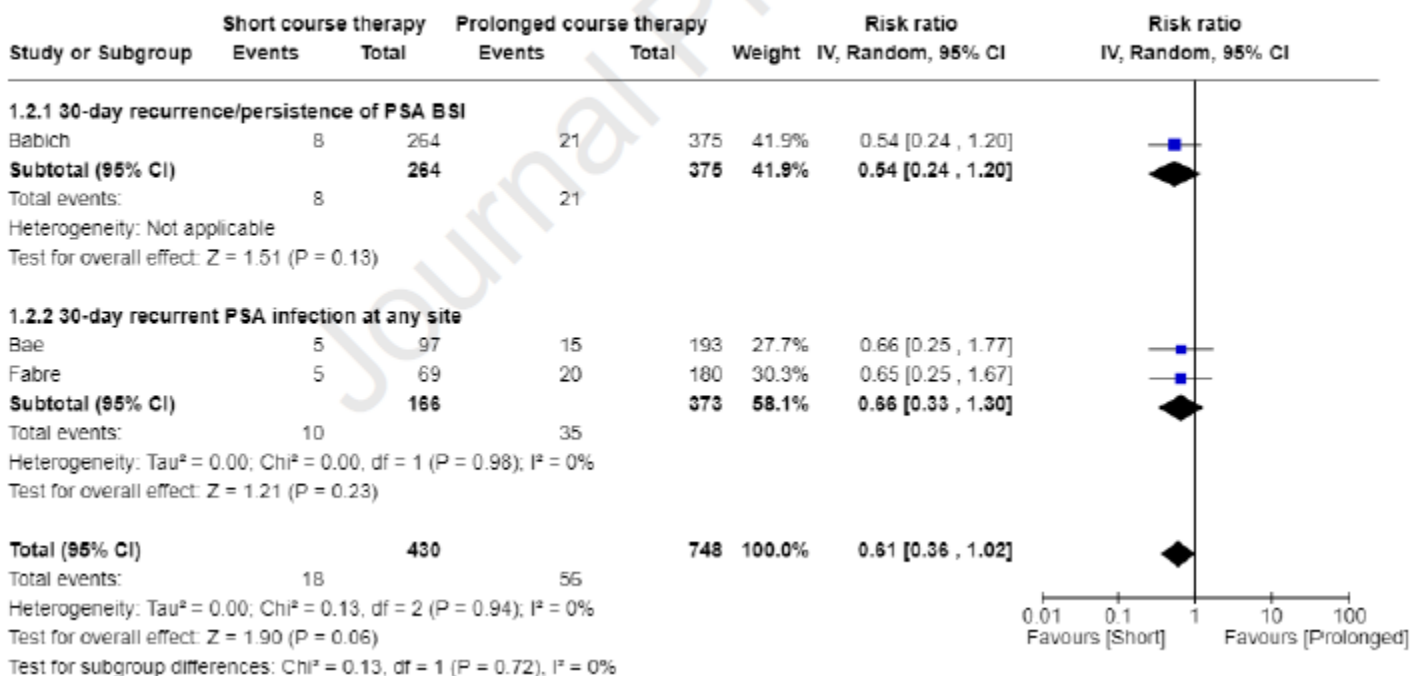 Short course therapy Prolonged course therapy Risk ratio Risk ratio
Study or Subgroup Events Total Events Total Weight IV, Random, 95% CI IV, Random, 95% CI
1.2.1 30-day recurrence/persistence of PSA BSI
Babich 8 264 21 375 41.9% 0.54 [0.24 , 1.20]
Subtotal (95% CI) 264 375 41.9% 0.54 [0.24 , 1.20]
Total events: 8 21
Heterogeneity: Not applicable
Test for overall effect: Z = 1.51 (P = 0.13)
1.2.2 30-day recurrent PSA infection at any site
Bae 5 97 15 193 27.7% 0.66 [0.25 , 1.77]
Fabre 5 69 20 180 30.3% 0.65 [0.25 , 1.67]
Subtotal (95% CI) 166 373 58.1% 0.66 [0.33 , 1.30]
Total events: 10 35
Heterogeneity: Tau² = 0.00; Chi² = 0.00, df = 1 (P = 0.98); I² = 0%
Test for overall effect: Z = 1.21 (P = 0.23)
Total (95% CI) 430 748 100.0% 0.61 [0.36 , 1.02]
Total events: 18 56
Heterogeneity: Tau² = 0.00; Chi² = 0.13, df = 2 (P = 0.94); I² = 0%
Test for overall effect: Z = 1.90 (P = 0.06)
Test for subgroup differences: Chi² = 0.13, df = 1 (P = 0.72), I² = 0%
0.01 0.1 1 10 100
Favours [Short] Favours [Prolonged]
Journal